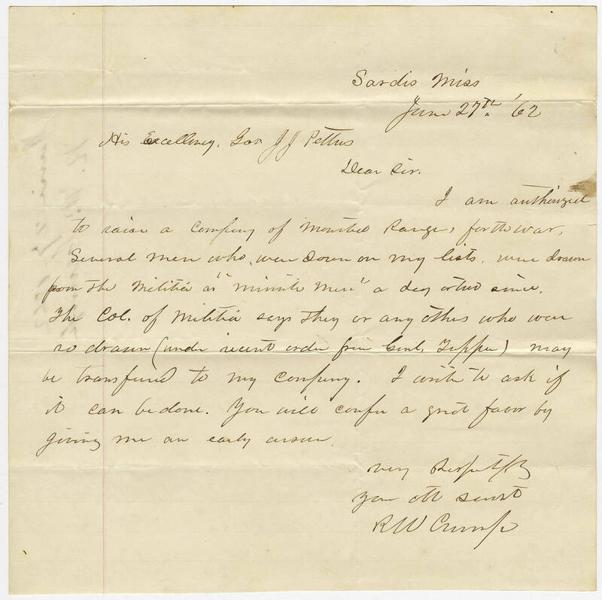 Sardis Miss
June 27th. '62
His Excellency, Gov J J Pettus
Dear Sir.
I am authorized
to raise a company of mounted Rangers for the war.
Several men who were down on my lists were drawn
from the Militia as "minute men" a day or two since.
The Col. of Militia says they or any others who were
so drawn (under recent order from Genl. Tupper) may
be transferred to my company. I write to ask if
it can be done. You will confer a great favor by
giving me an early answer.
very Respectfly
your obt servt
R W Crump